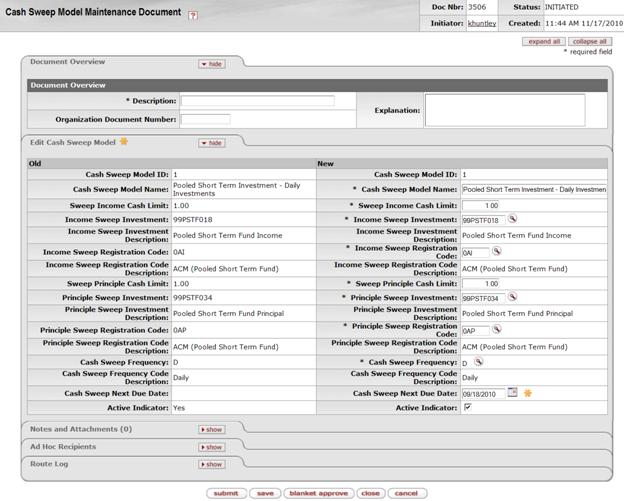 Cash Sweep Model Maintenance Document ?
Doc Nbr: 3506 Status: INITIATED
Initiator: khuntley Created: 11:44 AM 11/17/2010
expand all collapse all
* required field
Document Overview hide
Document Overview
* Description:
Explanation:
Organization Document Number:
Edit Cash Sweep Model hide
Old New
Cash Sweep Model ID: 1 Cash Sweep Model ID: 1
Cash Sweep Model Name: Pooled Short Term Investment - Daily Investments * Cash Sweep Model Name: Pooled Short Term Investment - Daily Investmen
Sweep Income Cash Limit: 1.00 * Sweep Income Cash Limit: 1.00
Income Sweep Investment: 99PSTF018 * Income Sweep Investment: 99PSTF018
Income Sweep Investment Description: Pooled Short Term Fund Income Income Sweep Investment Description: Pooled Short Term Fund Income
Income Sweep Registration Code: 0AI * Income Sweep Registration Code: 0AI
Income Sweep Registration Code Description: ACM (Pooled Short Term Fund) Income Sweep Registration Code Description: ACM (Pooled Short Term Fund)
Sweep Principle Cash Limit: 1.00 * Sweep Principle Cash Limit: 1.00
Principle Sweep Investment: 99PSTF034 * Principle Sweep Investment: 99PSTF034
Principle Sweep Investment Description: Pooled Short Term Fund Principal Principle Sweep Investment Description: Pooled Short Term Fund Principal
Principle Sweep Registration Code: 0AP * Principle Sweep Registration Code: 0AP
Principle Sweep Registration Code Description: ACM (Pooled Short Term Fund) Principle Sweep Registration Code Description: ACM (Pooled Short Term Fund)
Cash Sweep Frequency: D * Cash Sweep Frequency: D
Cash Sweep Frequency Code Description: Daily Cash Sweep Frequency Code Description: Daily
Cash Sweep Next Due Date: Cash Sweep Next Due Date: 09/18/2010
Active Indicator: Yes Active Indicator:
Notes and Attachments (0) show
Ad Hoc Recipients show
Route Log show
submit save blanket approve close cancel